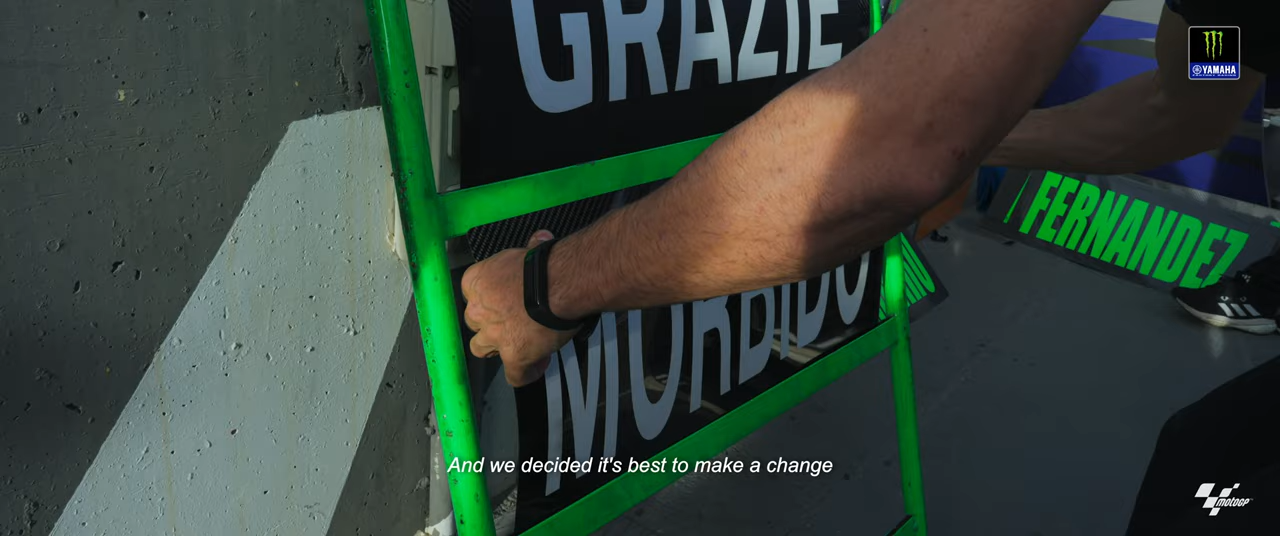 GRAZIE
YAMAHA
FERNANDEZ
MORBIDO
And we decided it's best to make a change
MotoGP